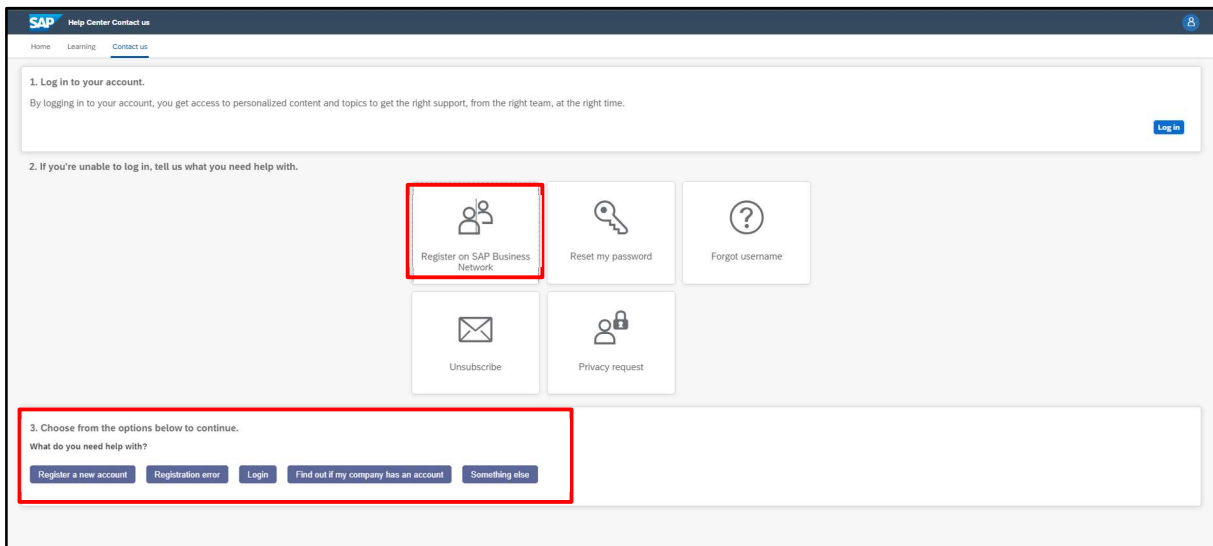 SAP Help Center Contact us
Home Learning Contact us
1. Log in to your account.
By logging in to your account, you get access to personalized content and topics to get the right support, from the right team, at the right time.
Log in
2. If you're unable to log in, tell us what you need help with.
Register on SAP Business
Network
Reset my password
Forgot username
Unsubscribe
Privacy request
3. Choose from the options below to continue.
What do you need help with?
Register a new account Registration error Login Find out if my company has an account Something else